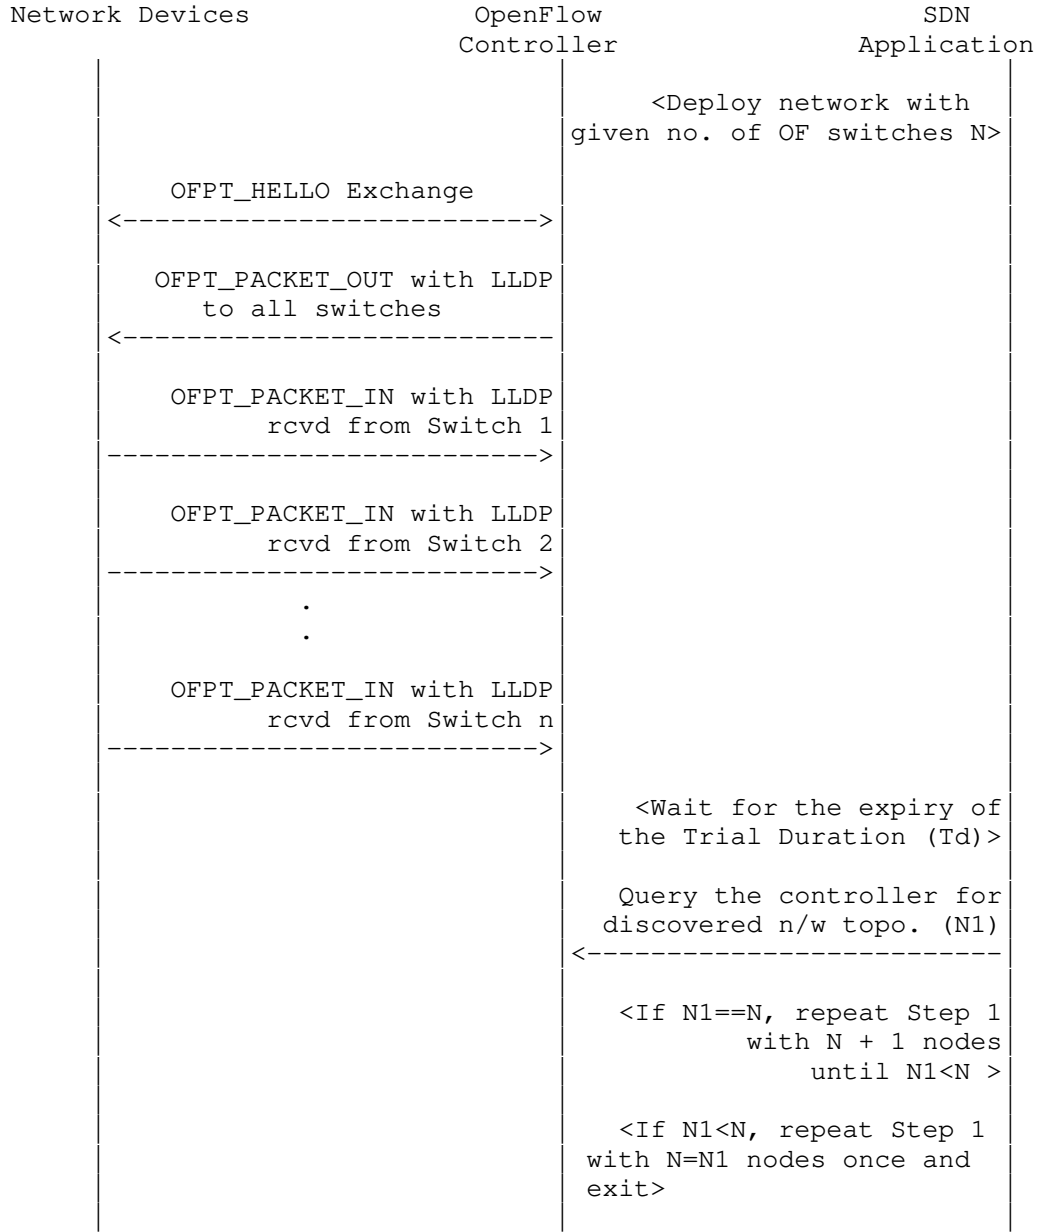 Network Devices OpenFlow SDN
Controller Application
<Deploy network with
given no. of OF switches N>
OFPT_HELLO Exchange
<--------------------------->
OFPT_PACKET_OUT with LLDP
to all switches
<---------------------------
OFPT_PACKET_IN with LLDP
rcvd from Switch 1
--------------------------->
OFPT_PACKET_IN with LLDP
rcvd from Switch 2
--------------------------->
.
.
OFPT_PACKET_IN with LLDP
rcvd from Switch n
--------------------------->
<Wait for the expiry of
the Trial Duration (Td)>
Query the controller for
discovered n/w topo. (N1)
<--------------------------
<If N1==N, repeat Step 1
with N + 1 nodes
until N1<N >
<If N1<N, repeat Step 1
with N=N1 nodes once and
exit>